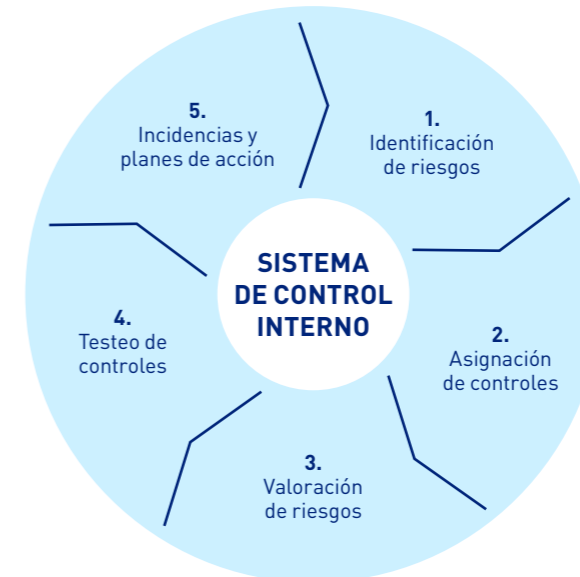 SISTEMA
DE CONTROL
INTERNO
1.
Identificación
de riesgos
2.
Asignación
de controles
3.
Valoración
de riesgos
4.
Testeo de
controles
5.
Incidencias y
planes de acción